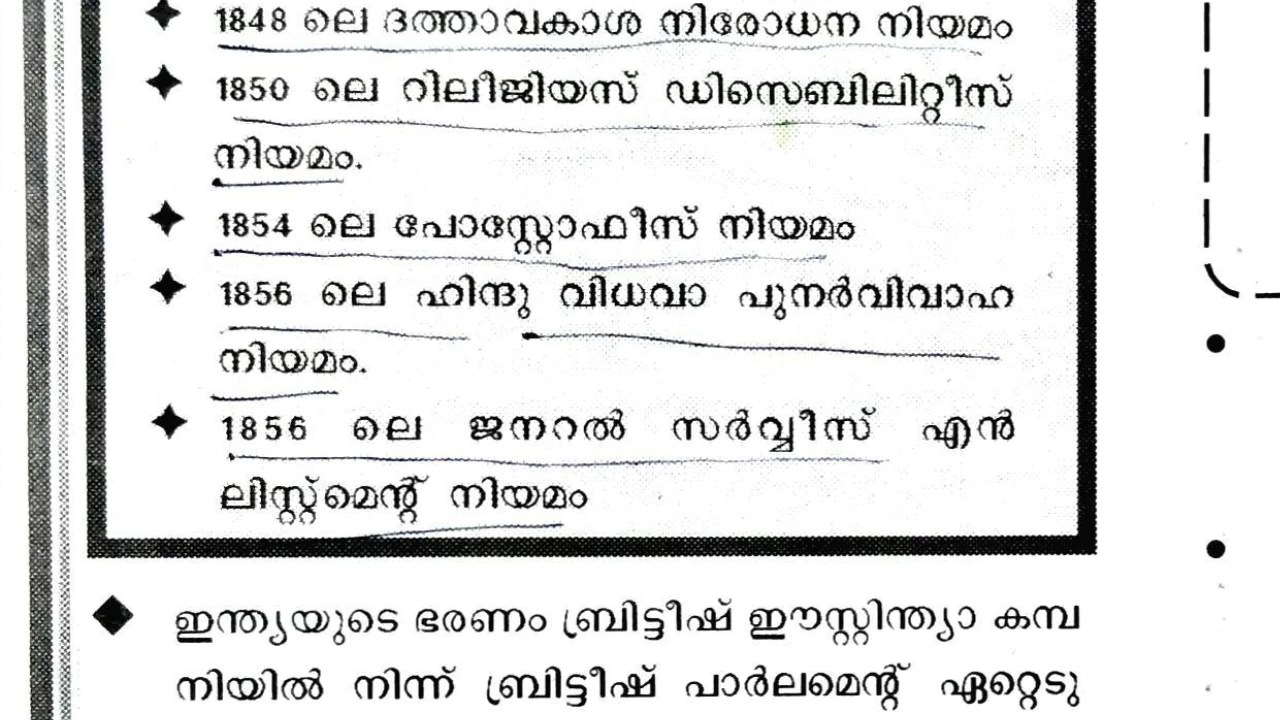 1848 ലെ ദത്താവകാശ നിരോധന നിയമം
1850 ലെ റിലീജിയസ് ഡിസെബിലിറ്റീസ്
നിയമം.
1854 ലെ പോസ്റ്റോഫീസ് നിയമം
1856 ലെ ഹിന്ദു വിധവാ പുനർവിവാഹ
നിയമം.
1856 ലെ ജനറൽ സർവ്വീസ് എൻ
ലിസ്റ്റ്മെന്റ് നിയമം
ഇന്ത്യയുടെ ഭരണം ബ്രിട്ടീഷ് ഈസ്റ്റിന്ത്യാ കമ്പ
നിയിൽ നിന്ന് ബ്രിട്ടീഷ് പാർലമെന്റ് ഏറ്റെടു